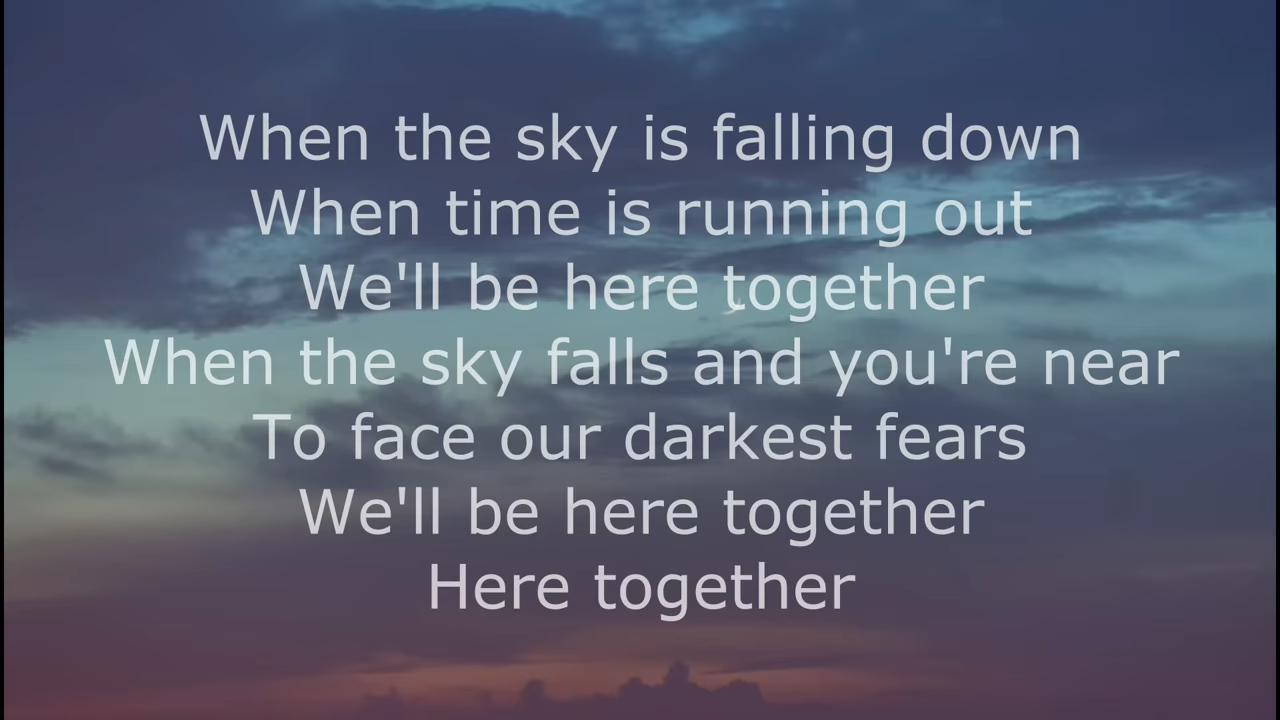 When the sky is falling down
When time is running out
We'll be here together
When the sky falls and you're near
To face our darkest fears
We'll be here together
Here together